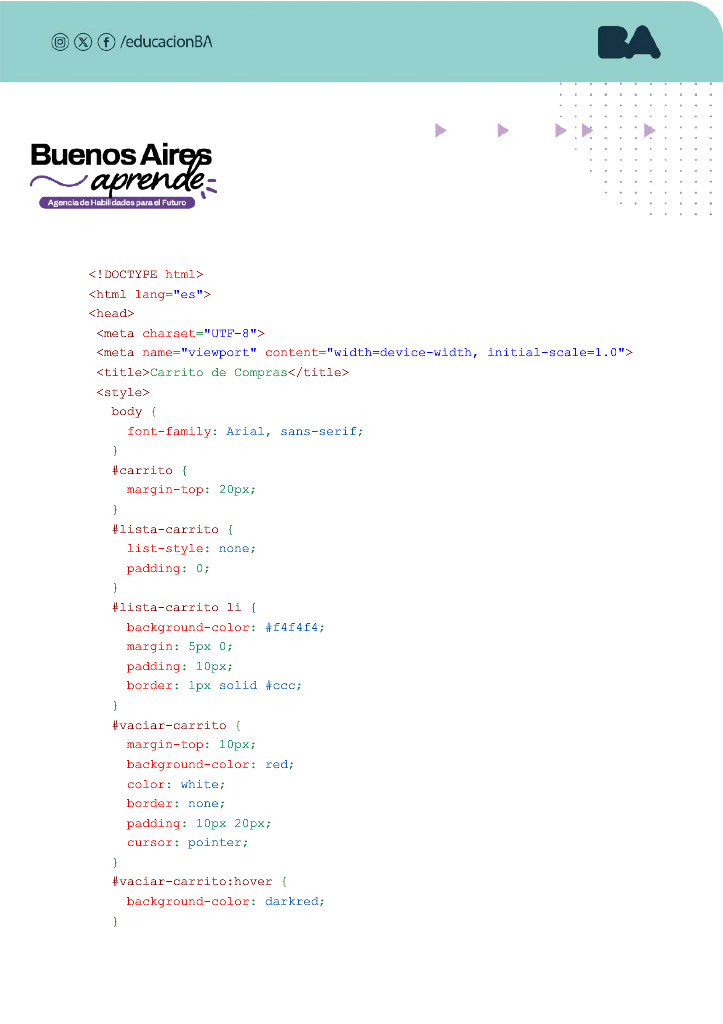 /educacionBA
BA
Buenos Aires
aprende
Agencia de Habilidades para el Futuro
<!DOCTYPE html>
<html lang="es">
<head>
<meta charset="UTF-8">
<meta name="viewport" content="width=device-width, initial-scale=1.0">
<title>Carrito de Compras</title>
<style>
body {
font-family: Arial, sans-serif;
}
#carrito {
margin-top: 20px;
}
#lista-carrito {
list-style: none;
padding: 0;
}
#lista-carrito li {
background-color: #f4f4f4;
margin: 5px 0;
padding: 10px;
border: 1px solid #ccc;
}
#vaciar-carrito {
margin-top: 10px;
background-color: red;
color: white;
border: none;
padding: 10px 20px;
cursor: pointer;
}
#vaciar-carrito:hover {
background-color: darkred;
}